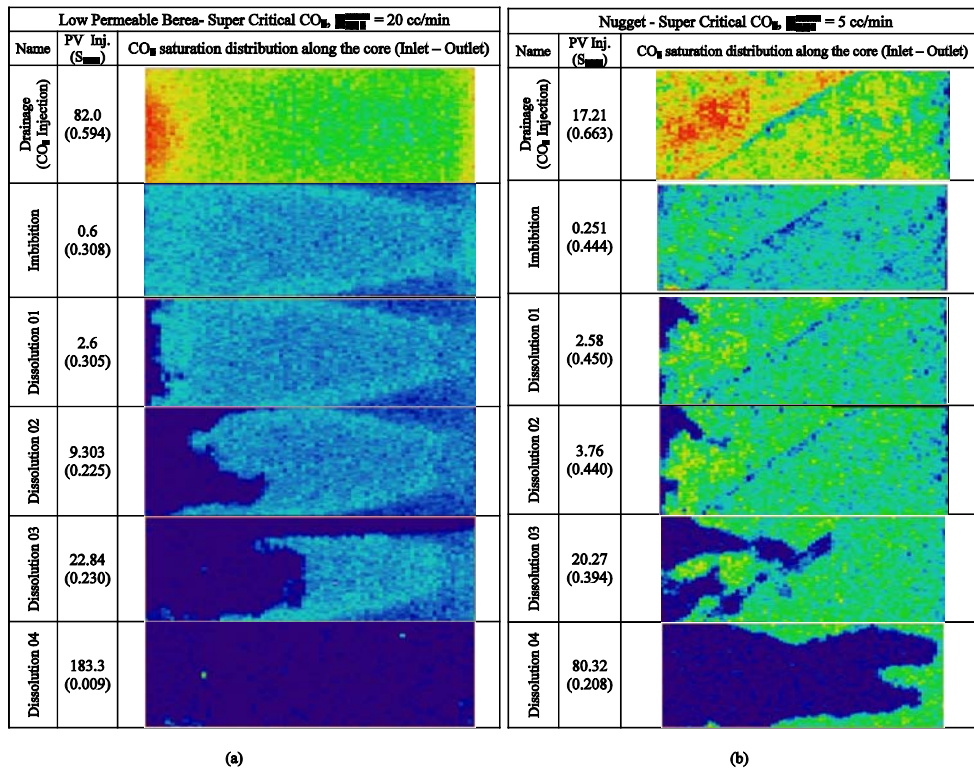 Low Permeable Berea- Super Critical CO = 20 cc/min
Name
PV Inj.
(S)
CO saturation distribution along the core (Inlet – Outlet)
Drainage
(CO Injection)
82.0
(0.594)
Imbibition
0.6
(0.308)
Dissolution 01
2.6
(0.305)
Dissolution 02
9.303
(0.225)
Dissolution 03
22.84
(0.230)
Dissolution 04
183.3
(0.009)
(a)
Nugget - Super Critical CO = 5 cc/min
Name
PV Inj.
(S)
CO saturation distribution along the core (Inlet – Outlet)
Drainage
(CO Injection)
17.21
(0.663)
Imbibition
0.251
(0.444)
Dissolution 01
2.58
(0.450)
Dissolution 02
3.76
(0.440)
Dissolution 03
20.27
(0.394)
Dissolution 04
80.32
(0.208)
(b)